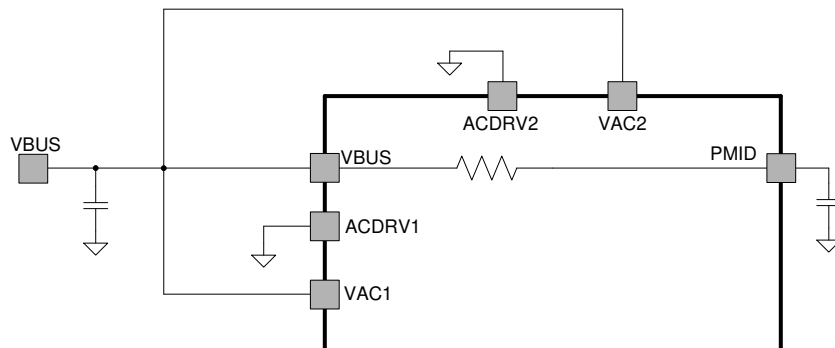 ACDRV2
VAC2
VBUS
VBUS
PMID
ACDRV1
VAC1